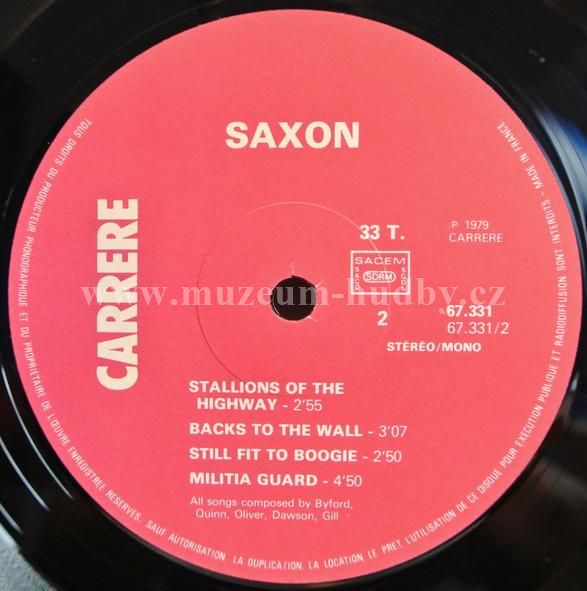 SAXON
CARRERE
33 T.
℗ 1979
CARRERE
SACEM
SACD
SDRM
SGDL
2
67.331
67.331/2
STÉRÉO/MONO
STALLIONS OF THE
HIGHWAY - 2'55
BACKS TO THE WALL - 3'07
STILL FIT TO BOOGIE - 2'50
MILITIA GUARD - 4'50
All songs composed by Byford,
Quinn, Oliver, Dawson, Gill
TOUS DROITS DU PRODUCTEUR PHONOGRAPHIQUE ET DU PROPRIETAIRE DE L'ŒUVRE ENREGISTREE RESERVES. SAUF AUTORISATION, LA DUPLICATION, LA LOCATION, LE PRET, L'UTILISATION DE CE DISQUE POUR EXECUTION PUBLIQUE ET RADIODIFFUSION SONT INTERDITS - MADE IN FRANCE
www.muzeum-hudby.cz